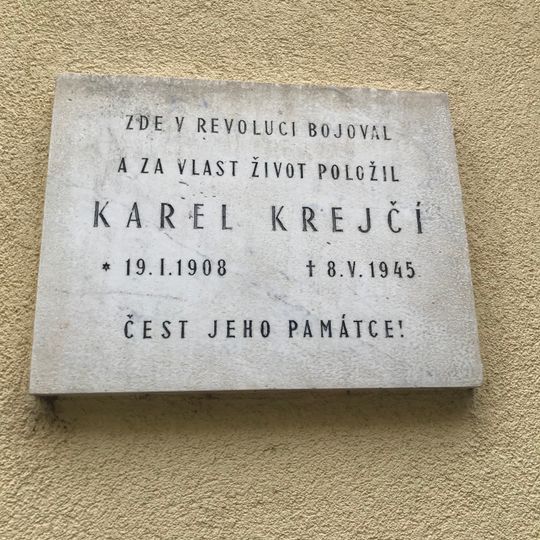 ZDE V REVOLUCI BOJOVAL
A ZA VLAST ŽIVOT POLOŽIL
KAREL KREJČÍ
* 19.I.1908 † 8.V.1945
ČEST JEHO PAMÁTCE!